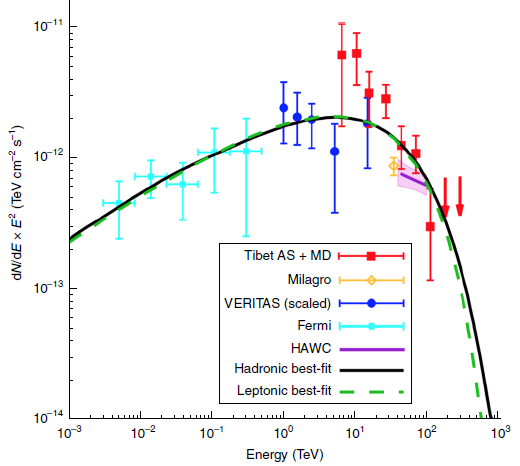 10⁻¹¹
10⁻¹²
10⁻¹³
10⁻¹⁴
dN/dE × E² (TeV cm⁻² s⁻¹)
Tibet AS + MD
Milagro
VERITAS (scaled)
Fermi
HAWC
Hadronic best-fit
Leptonic best-fit
10⁻³ 10⁻² 10⁻¹ 10⁰ 10¹ 10² 10³
Energy (TeV)